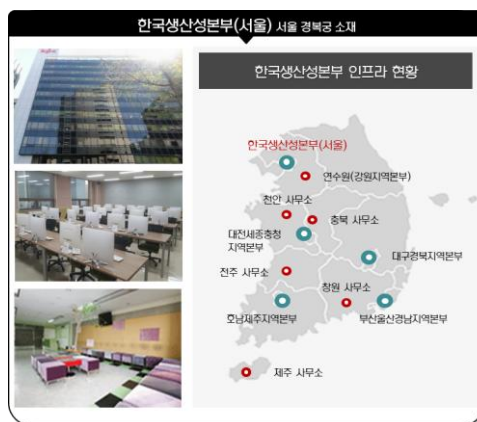 한국생산성본부(서울) 서울 경복궁 소재
한국생산성본부 인프라 현황
한국생산성본부(서울)
연수원(강원지역본부)
천안 사무소
충북 사무소
대전세종충청
지역본부
대구경북지역본부
전주 사무소
창원 사무소
호남제주지역본부
부산울산경남지역본부
제주 사무소